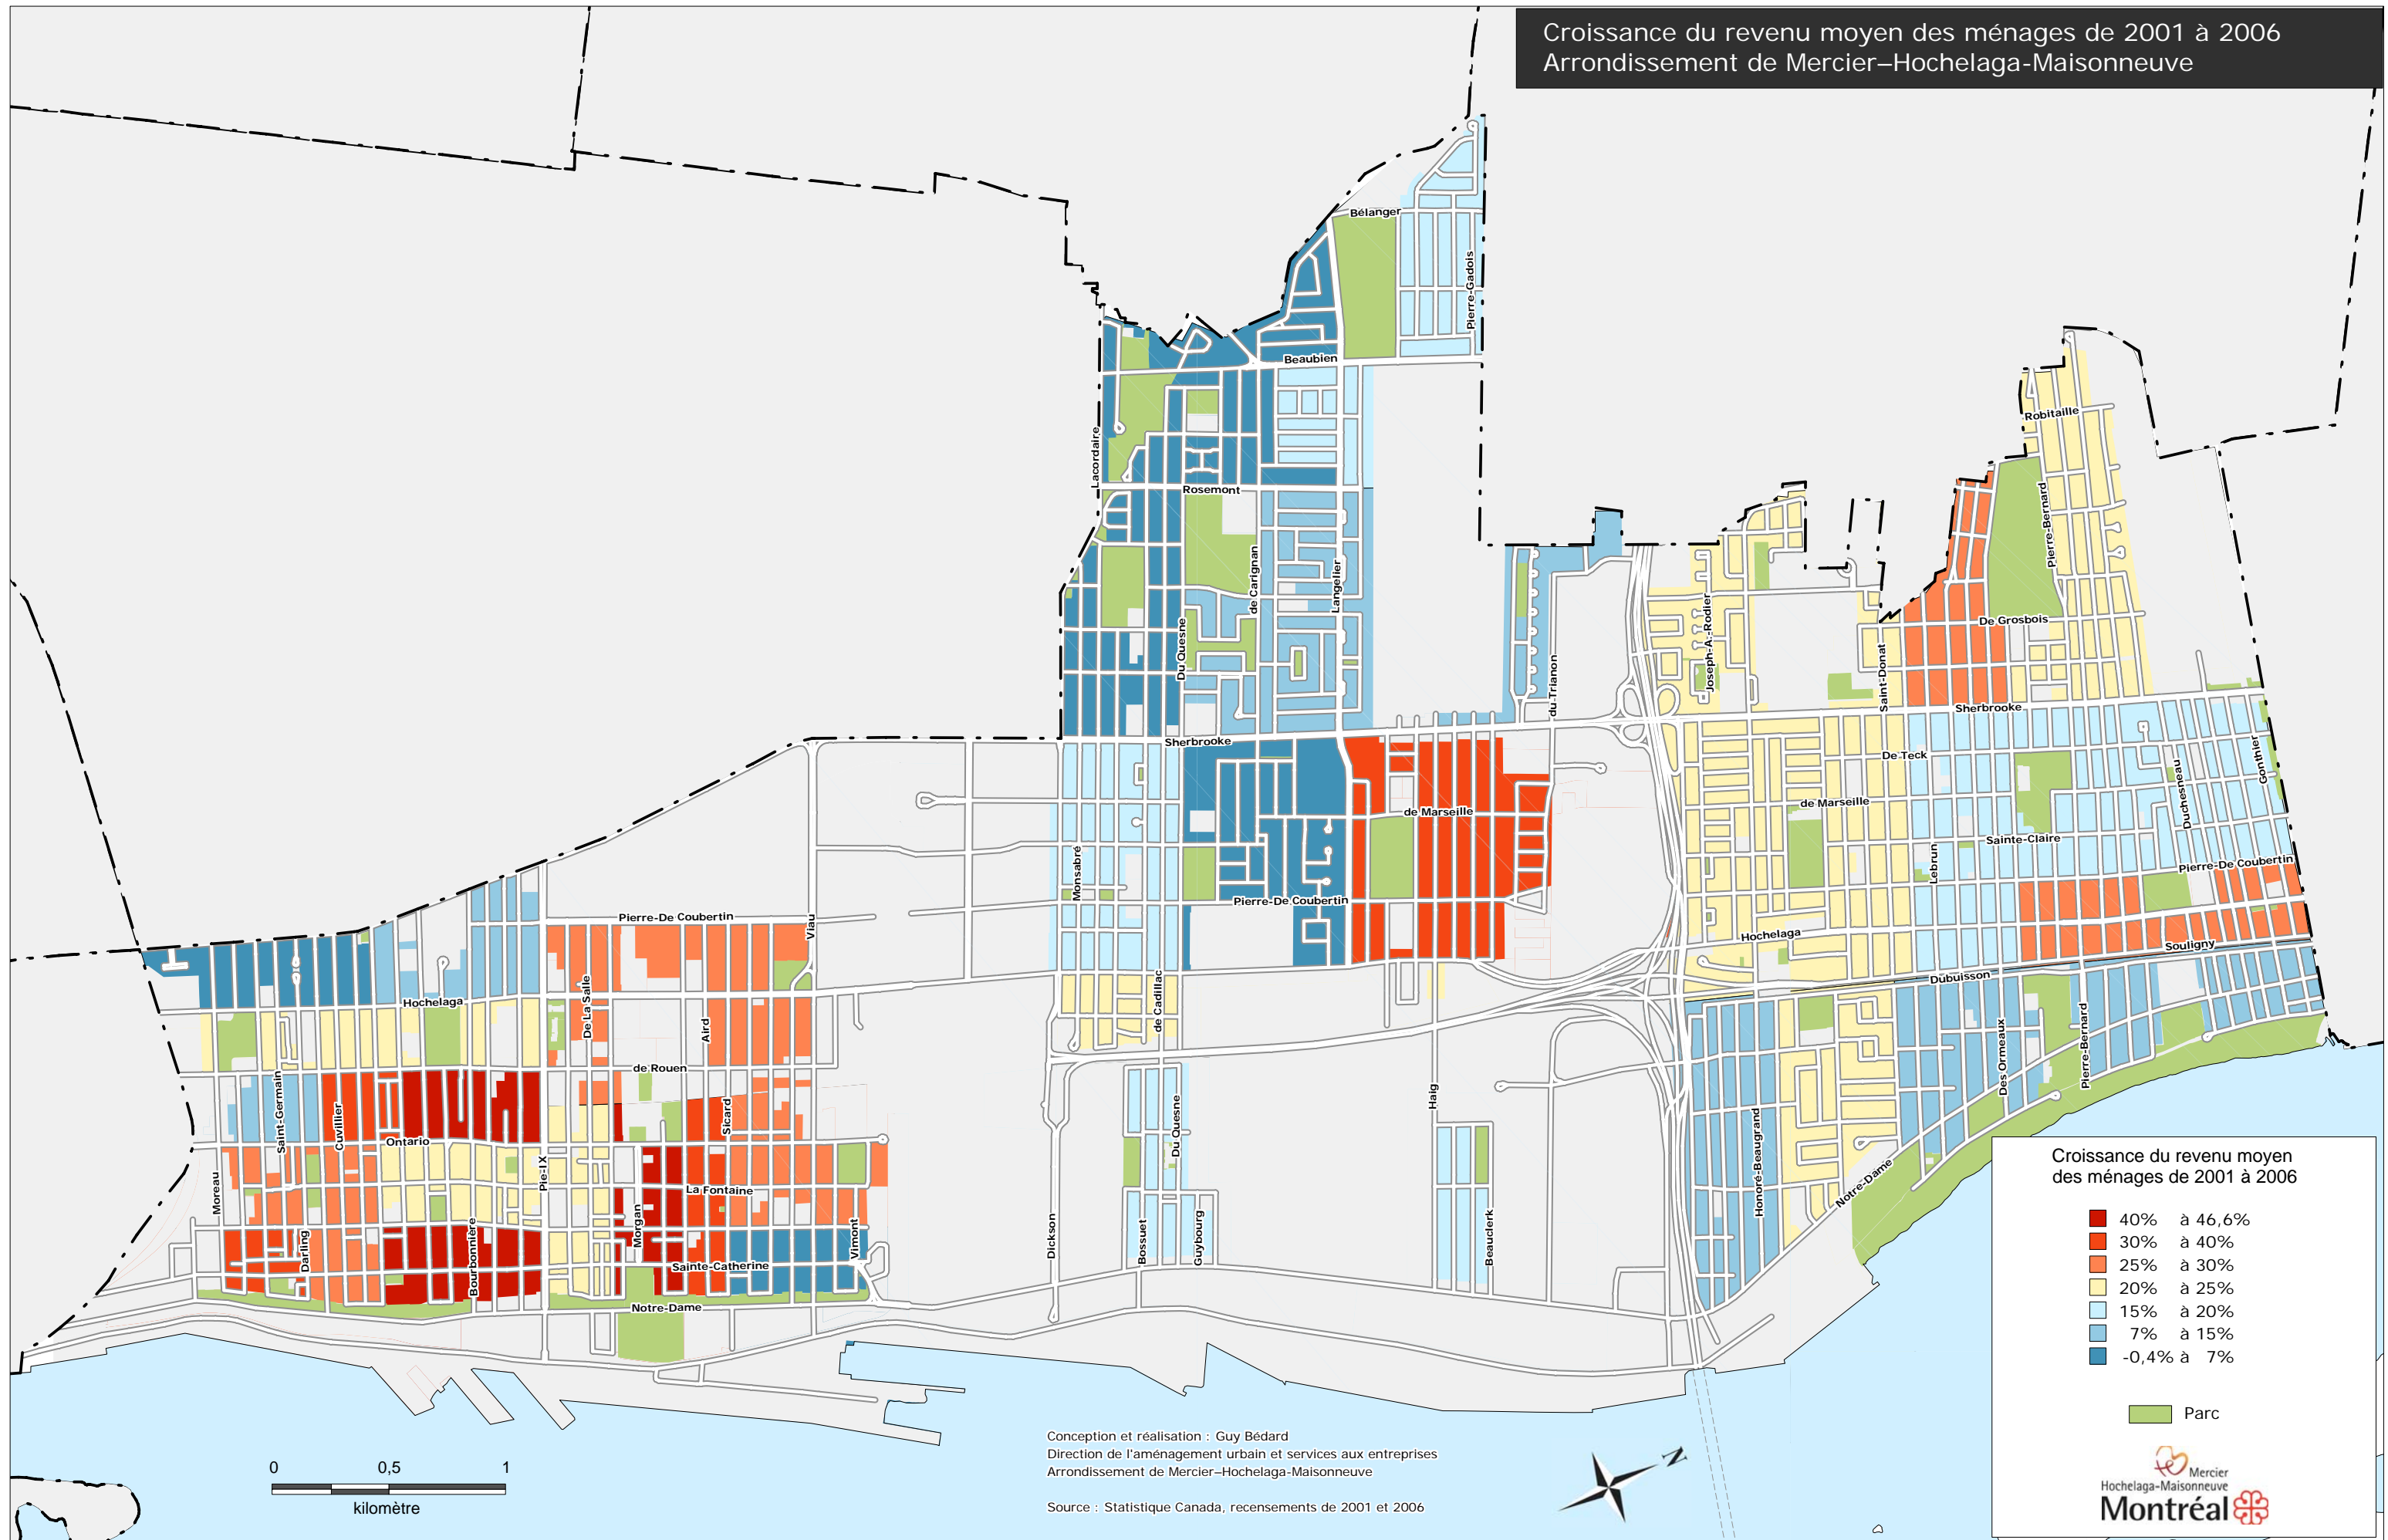 Croissance du revenu moyen des ménages de 2001 à 2006
Arrondissement de Mercier–Hochelaga-Maisonneuve
Bélanger
Pierre-Gadois
Beaubien
Lacordaire
Rosemont
Robitaille
Pierre-Bernard
de Carignan
Langelier
Du Quesne
Joseph-A.-Rodier
De Grosbois
du Trianon
Saint-Donat
Sherbrooke
Sherbrooke
De Teck
Gonthier
Duchesneau
de Marseille
de Marseille
Sainte-Claire
Lebrun
Monsabré
Pierre-De Coubertin
Pierre-De Coubertin
Pierre-De Coubertin
Viau
Hochelaga
Souligny
Dubuisson
Hochelaga
De La Salle
Aird
de Cadillac
de Rouen
Des Ormeaux
Pierre-Bernard
Saint-Germain
Cuvillier
Sicard
Ontario
Du Quesne
Haig
Honoré-Beaugrand
Moreau
Pie-IX
La Fontaine
Morgan
Notre-Dame
Darling
Bourbonnière
Vimont
Dickson
Bossuet
Guybourg
Beauclerk
Sainte-Catherine
Notre-Dame
Croissance du revenu moyen
des ménages de 2001 à 2006
40% à 46,6%
30% à 40%
25% à 30%
20% à 25%
15% à 20%
7% à 15%
-0,4% à 7%
Parc
Mercier
Hochelaga-Maisonneuve
Montréal
N
0 0,5 1
kilomètre
Conception et réalisation : Guy Bédard
Direction de l'aménagement urbain et services aux entreprises
Arrondissement de Mercier–Hochelaga-Maisonneuve
Source : Statistique Canada, recensements de 2001 et 2006